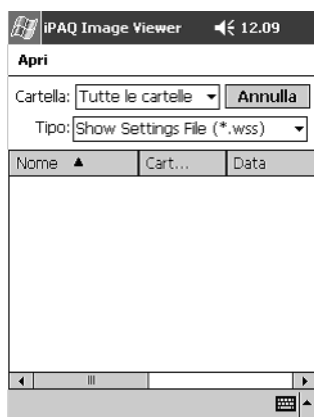 iPAQ Image Viewer 12.09
Apri
Cartella: Tutte le cartelle Annulla
Tipo: Show Settings File (*.wss)
Nome Cart... Data